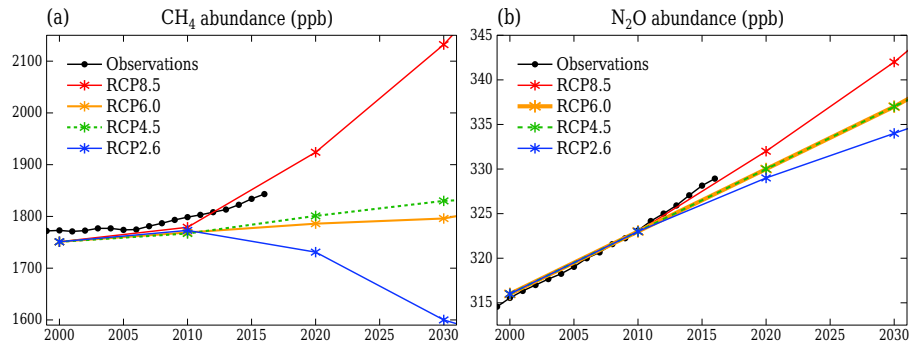 (a) CH₄ abundance (ppb)
2100
2000
1900
1800
1700
1600
Observations
RCP8.5
RCP6.0
RCP4.5
RCP2.6
2000 2005 2010 2015 2020 2025 2030
(b) N₂O abundance (ppb)
345
340
335
330
325
320
315
Observations
RCP8.5
RCP6.0
RCP4.5
RCP2.6
2000 2005 2010 2015 2020 2025 2030